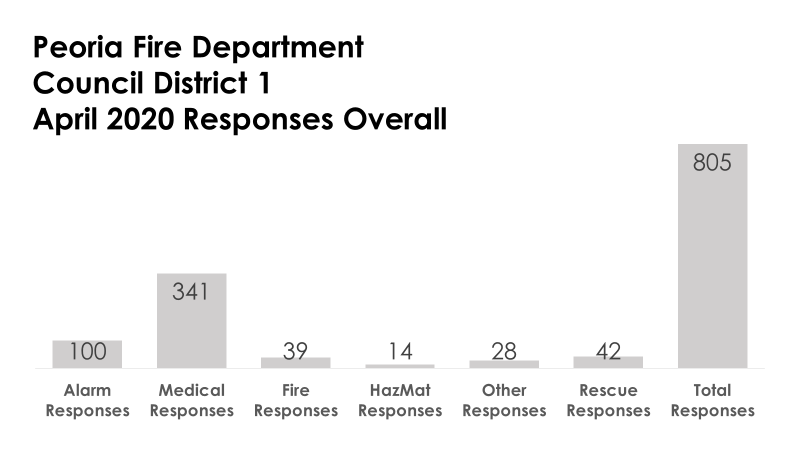 Peoria Fire Department
Council District 1
April 2020 Responses Overall
805
341
100
39
14
28
42
Alarm Responses
Medical Responses
Fire Responses
HazMat Responses
Other Responses
Rescue Responses
Total Responses